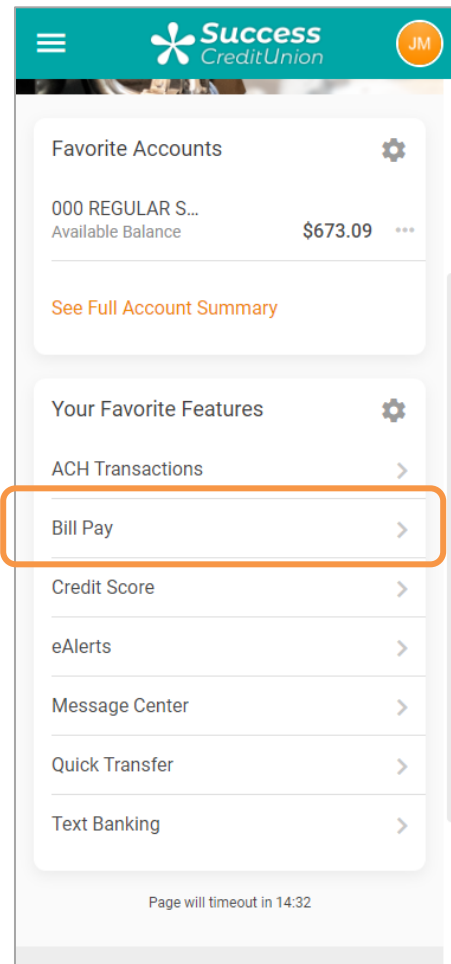 Success
CreditUnion
JM
Favorite Accounts
000 REGULAR S...
Available Balance
$673.09
See Full Account Summary
Your Favorite Features
ACH Transactions
Bill Pay
Credit Score
eAlerts
Message Center
Quick Transfer
Text Banking
Page will timeout in 14:32